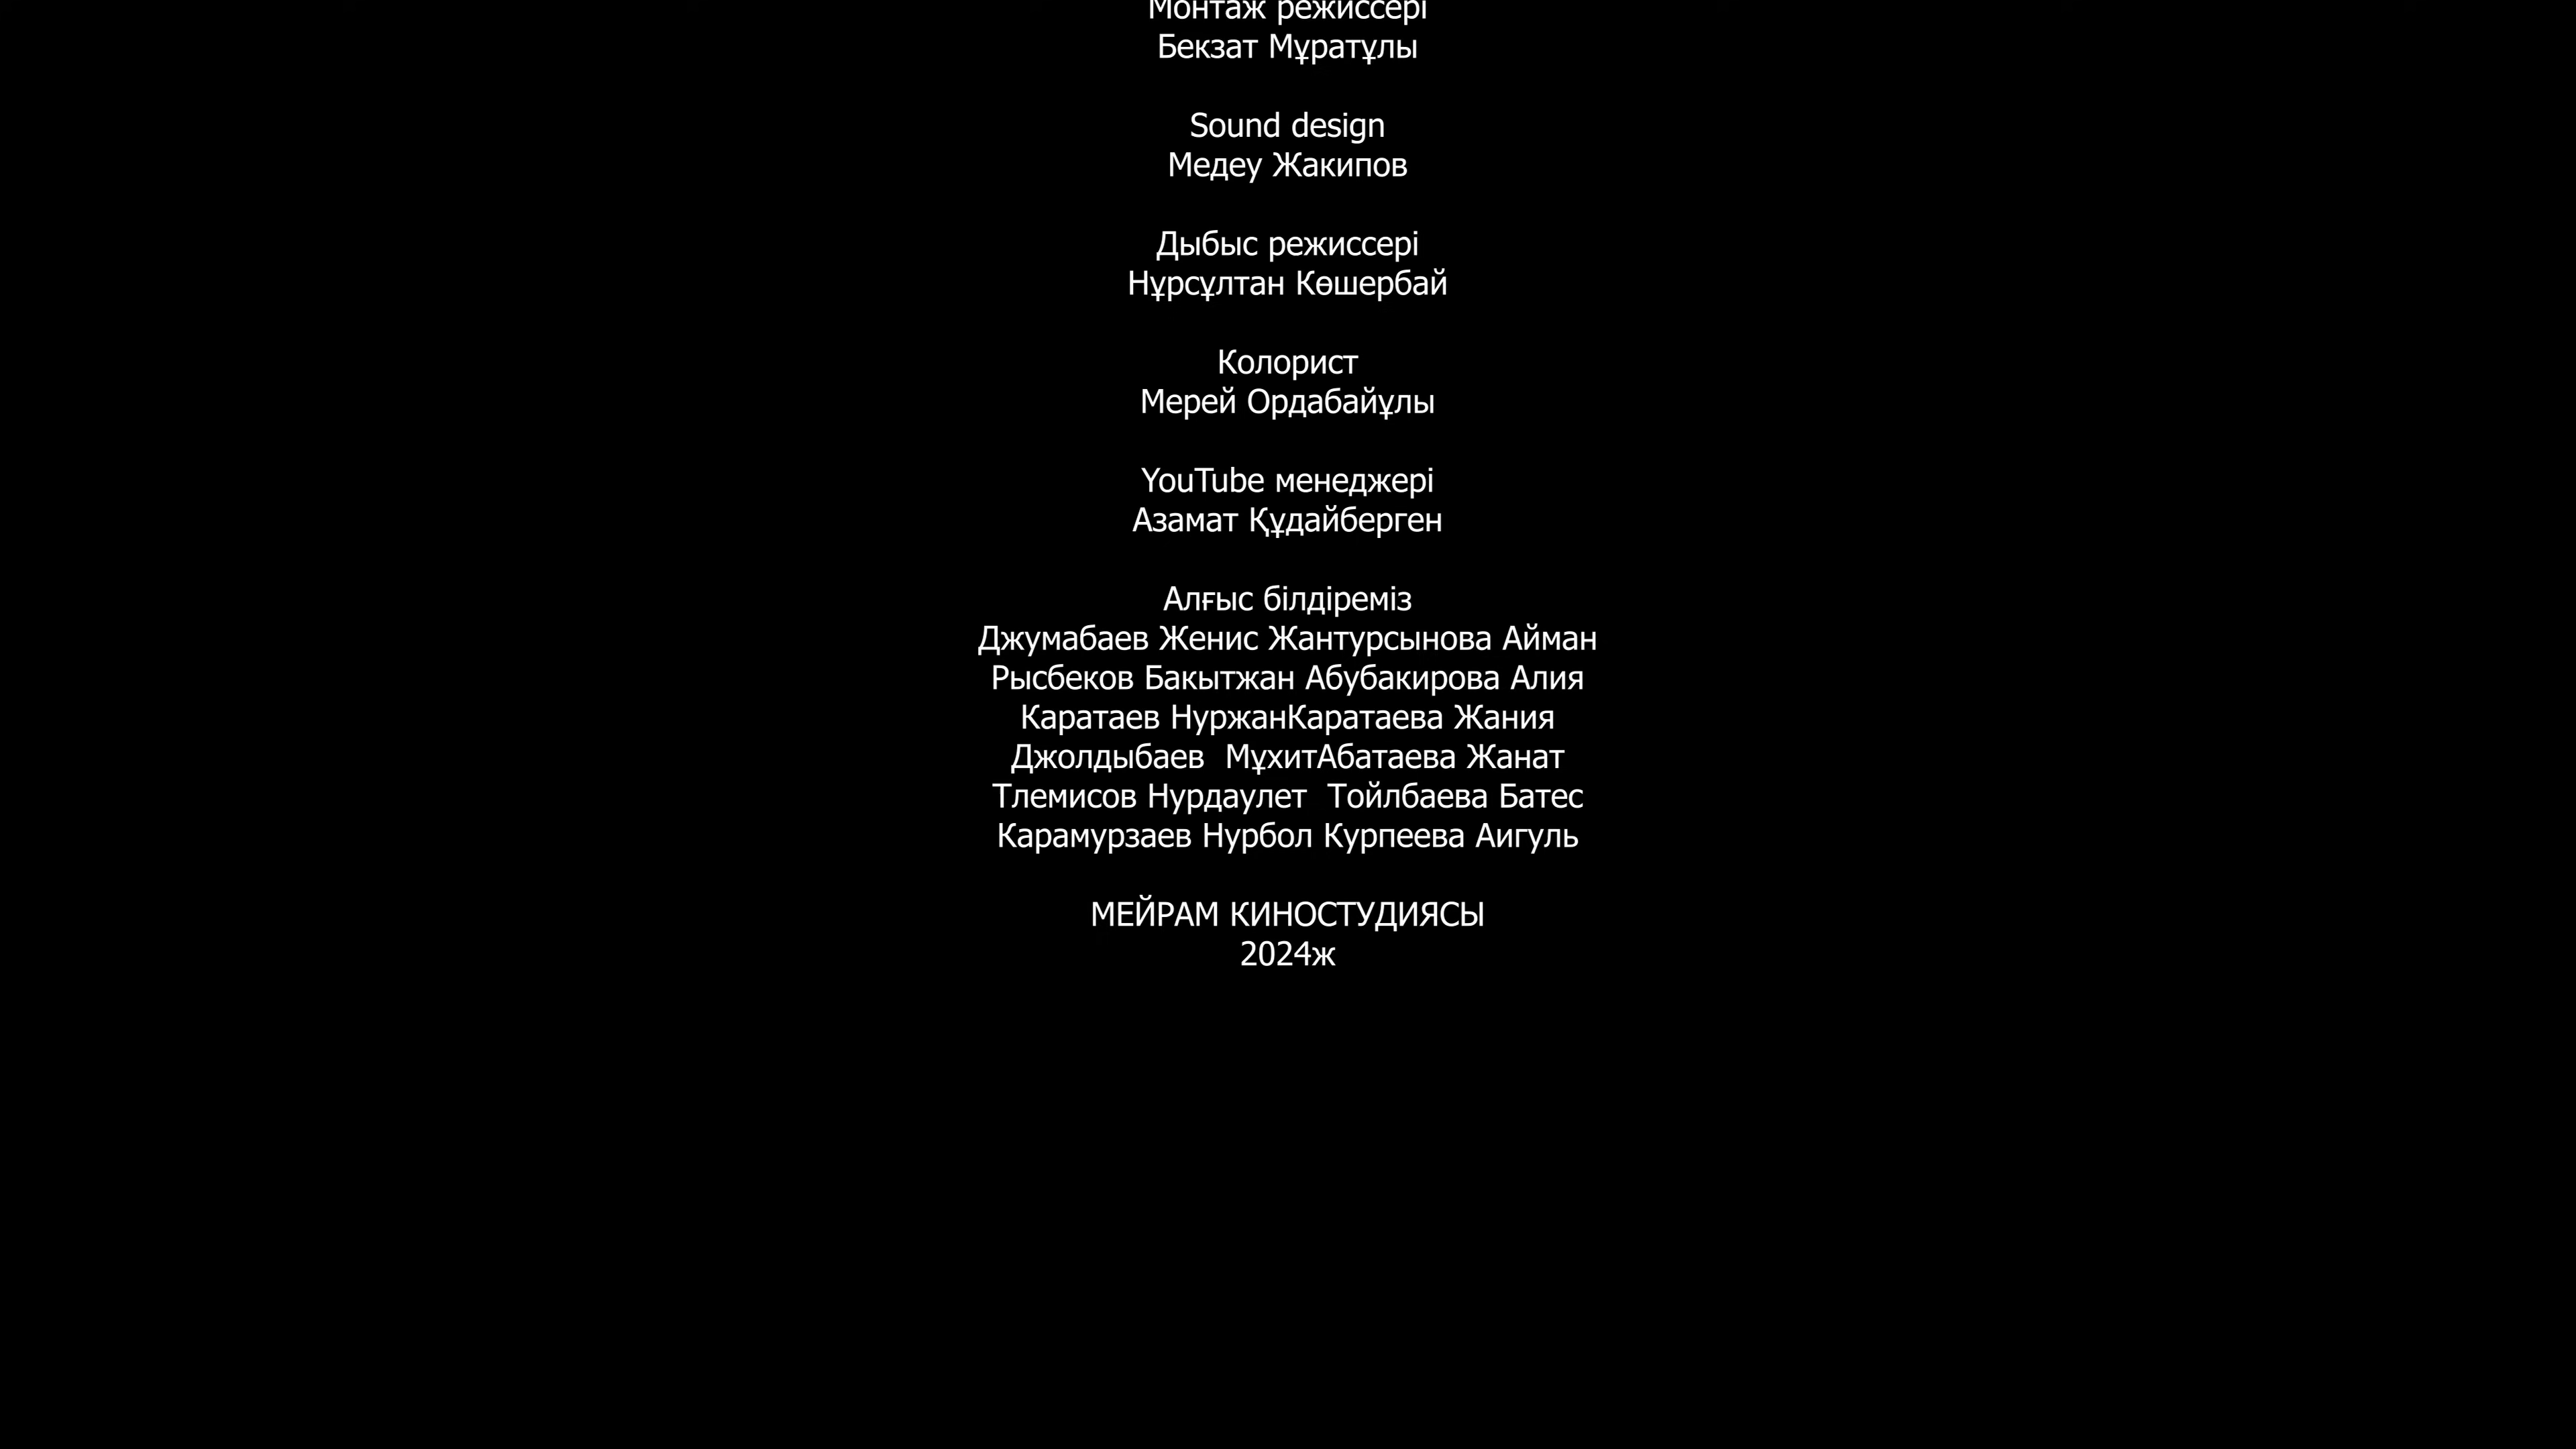 Монтаж режиссері
Бекзат Мұратұлы
Sound design
Медеу Жакипов
Дыбыс режиссері
Нұрсұлтан Көшербай
Колорист
Мерей Ордабайұлы
YouTube менеджері
Азамат Құдайберген
Алғыс білдіреміз
Джумабаев Женис Жантурсынова Айман
Рысбеков Бакытжан Абубакирова Алия
Каратаев НуржанКаратаева Жания
Джолдыбаев  МұхитАбатаева Жанат
Тлемисов Нурдаулет  Тойлбаева Батес
Карамурзаев Нурбол Курпеева Аигуль
МЕЙРАМ КИНОСТУДИЯСЫ
2024ж